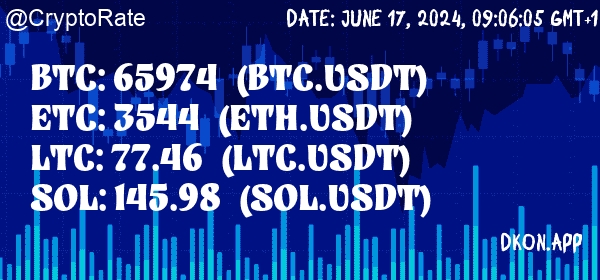 @CryptoRate
DATE: JUNE 17, 2024, 09:06:05 GMT+1
BTC: 65974 (BTC.USDT)
ETC: 3544 (ETH.USDT)
LTC: 77.46 (LTC.USDT)
SOL: 145.98 (SOL.USDT)
DKON.APP